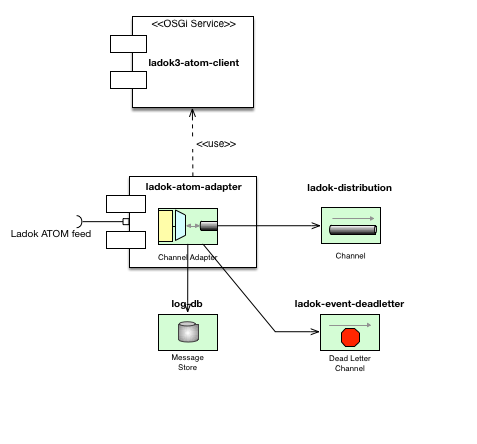 <<OSGi Service>>
ladok3-atom-client
<<use>>
ladok-atom-adapter
ladok-distribution
Ladok ATOM feed
Channel Adapter
Channel
log-db
ladok-event-deadletter
Message
Store
Dead Letter
Channel